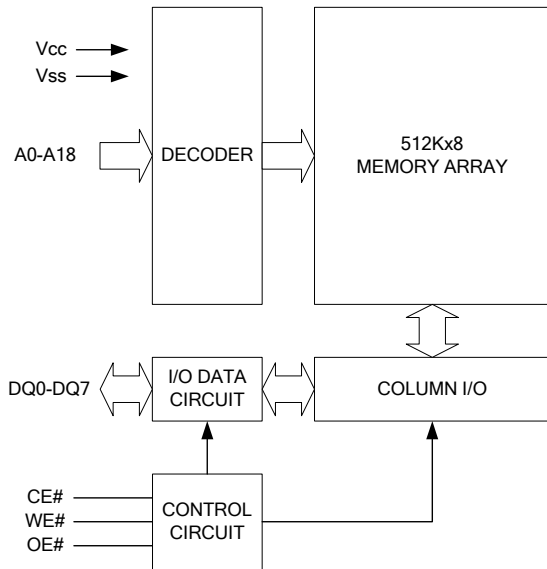 Vcc
Vss
A0-A18
DECODER
512Kx8
MEMORY ARRAY
DQ0-DQ7
I/O DATA
CIRCUIT
COLUMN I/O
CE#
WE#
OE#
CONTROL
CIRCUIT